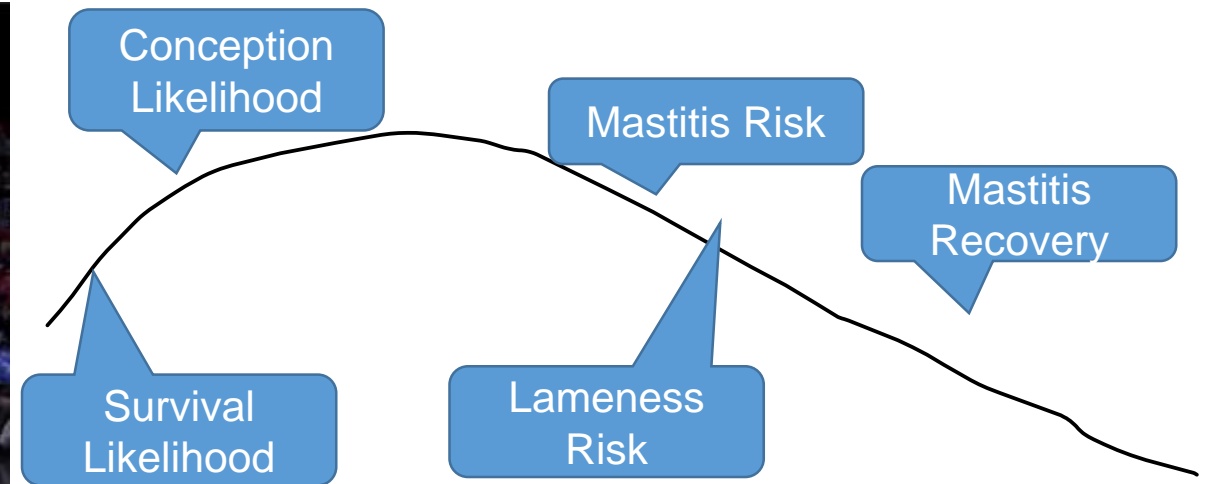 Conception
Likelihood
Mastitis Risk
Mastitis
Recovery
Survival
Likelihood
Lameness
Risk